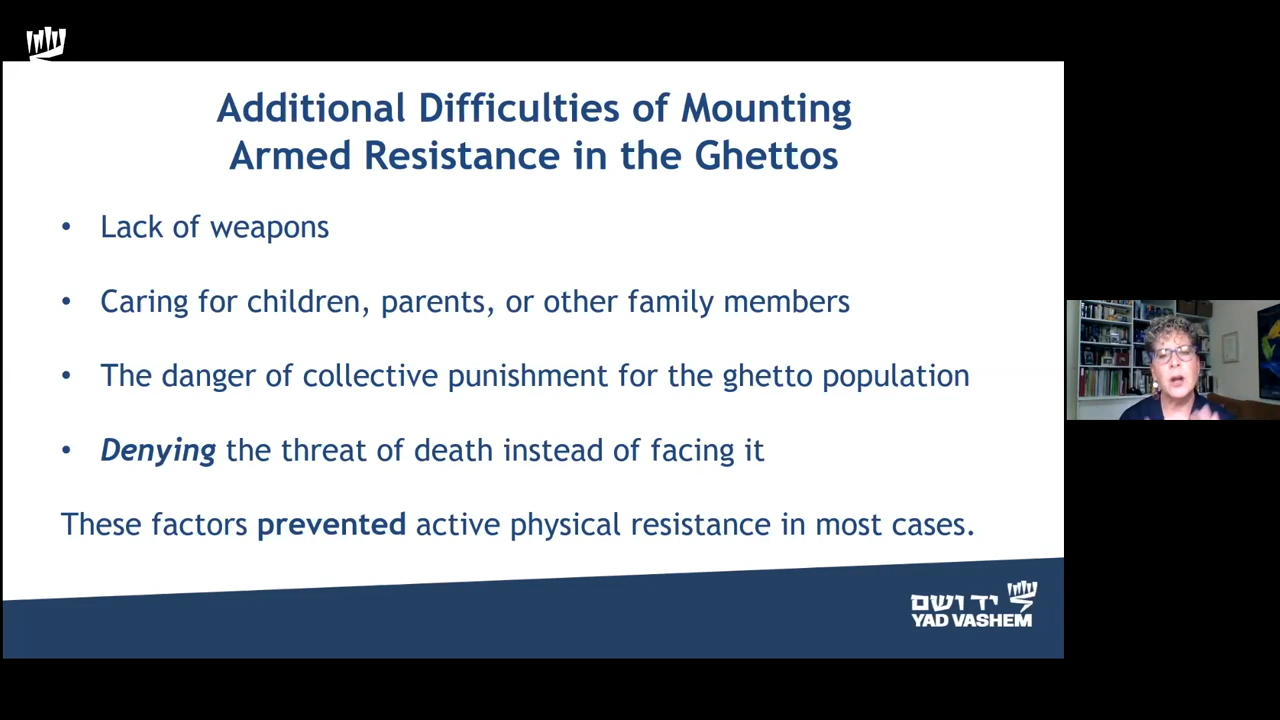 Additional Difficulties of Mounting
Armed Resistance in the Ghettos
• Lack of weapons
• Caring for children, parents, or other family members
• The danger of collective punishment for the ghetto population
• Denying the threat of death instead of facing it
These factors prevented active physical resistance in most cases.
יד ושם
YAD VASHEM